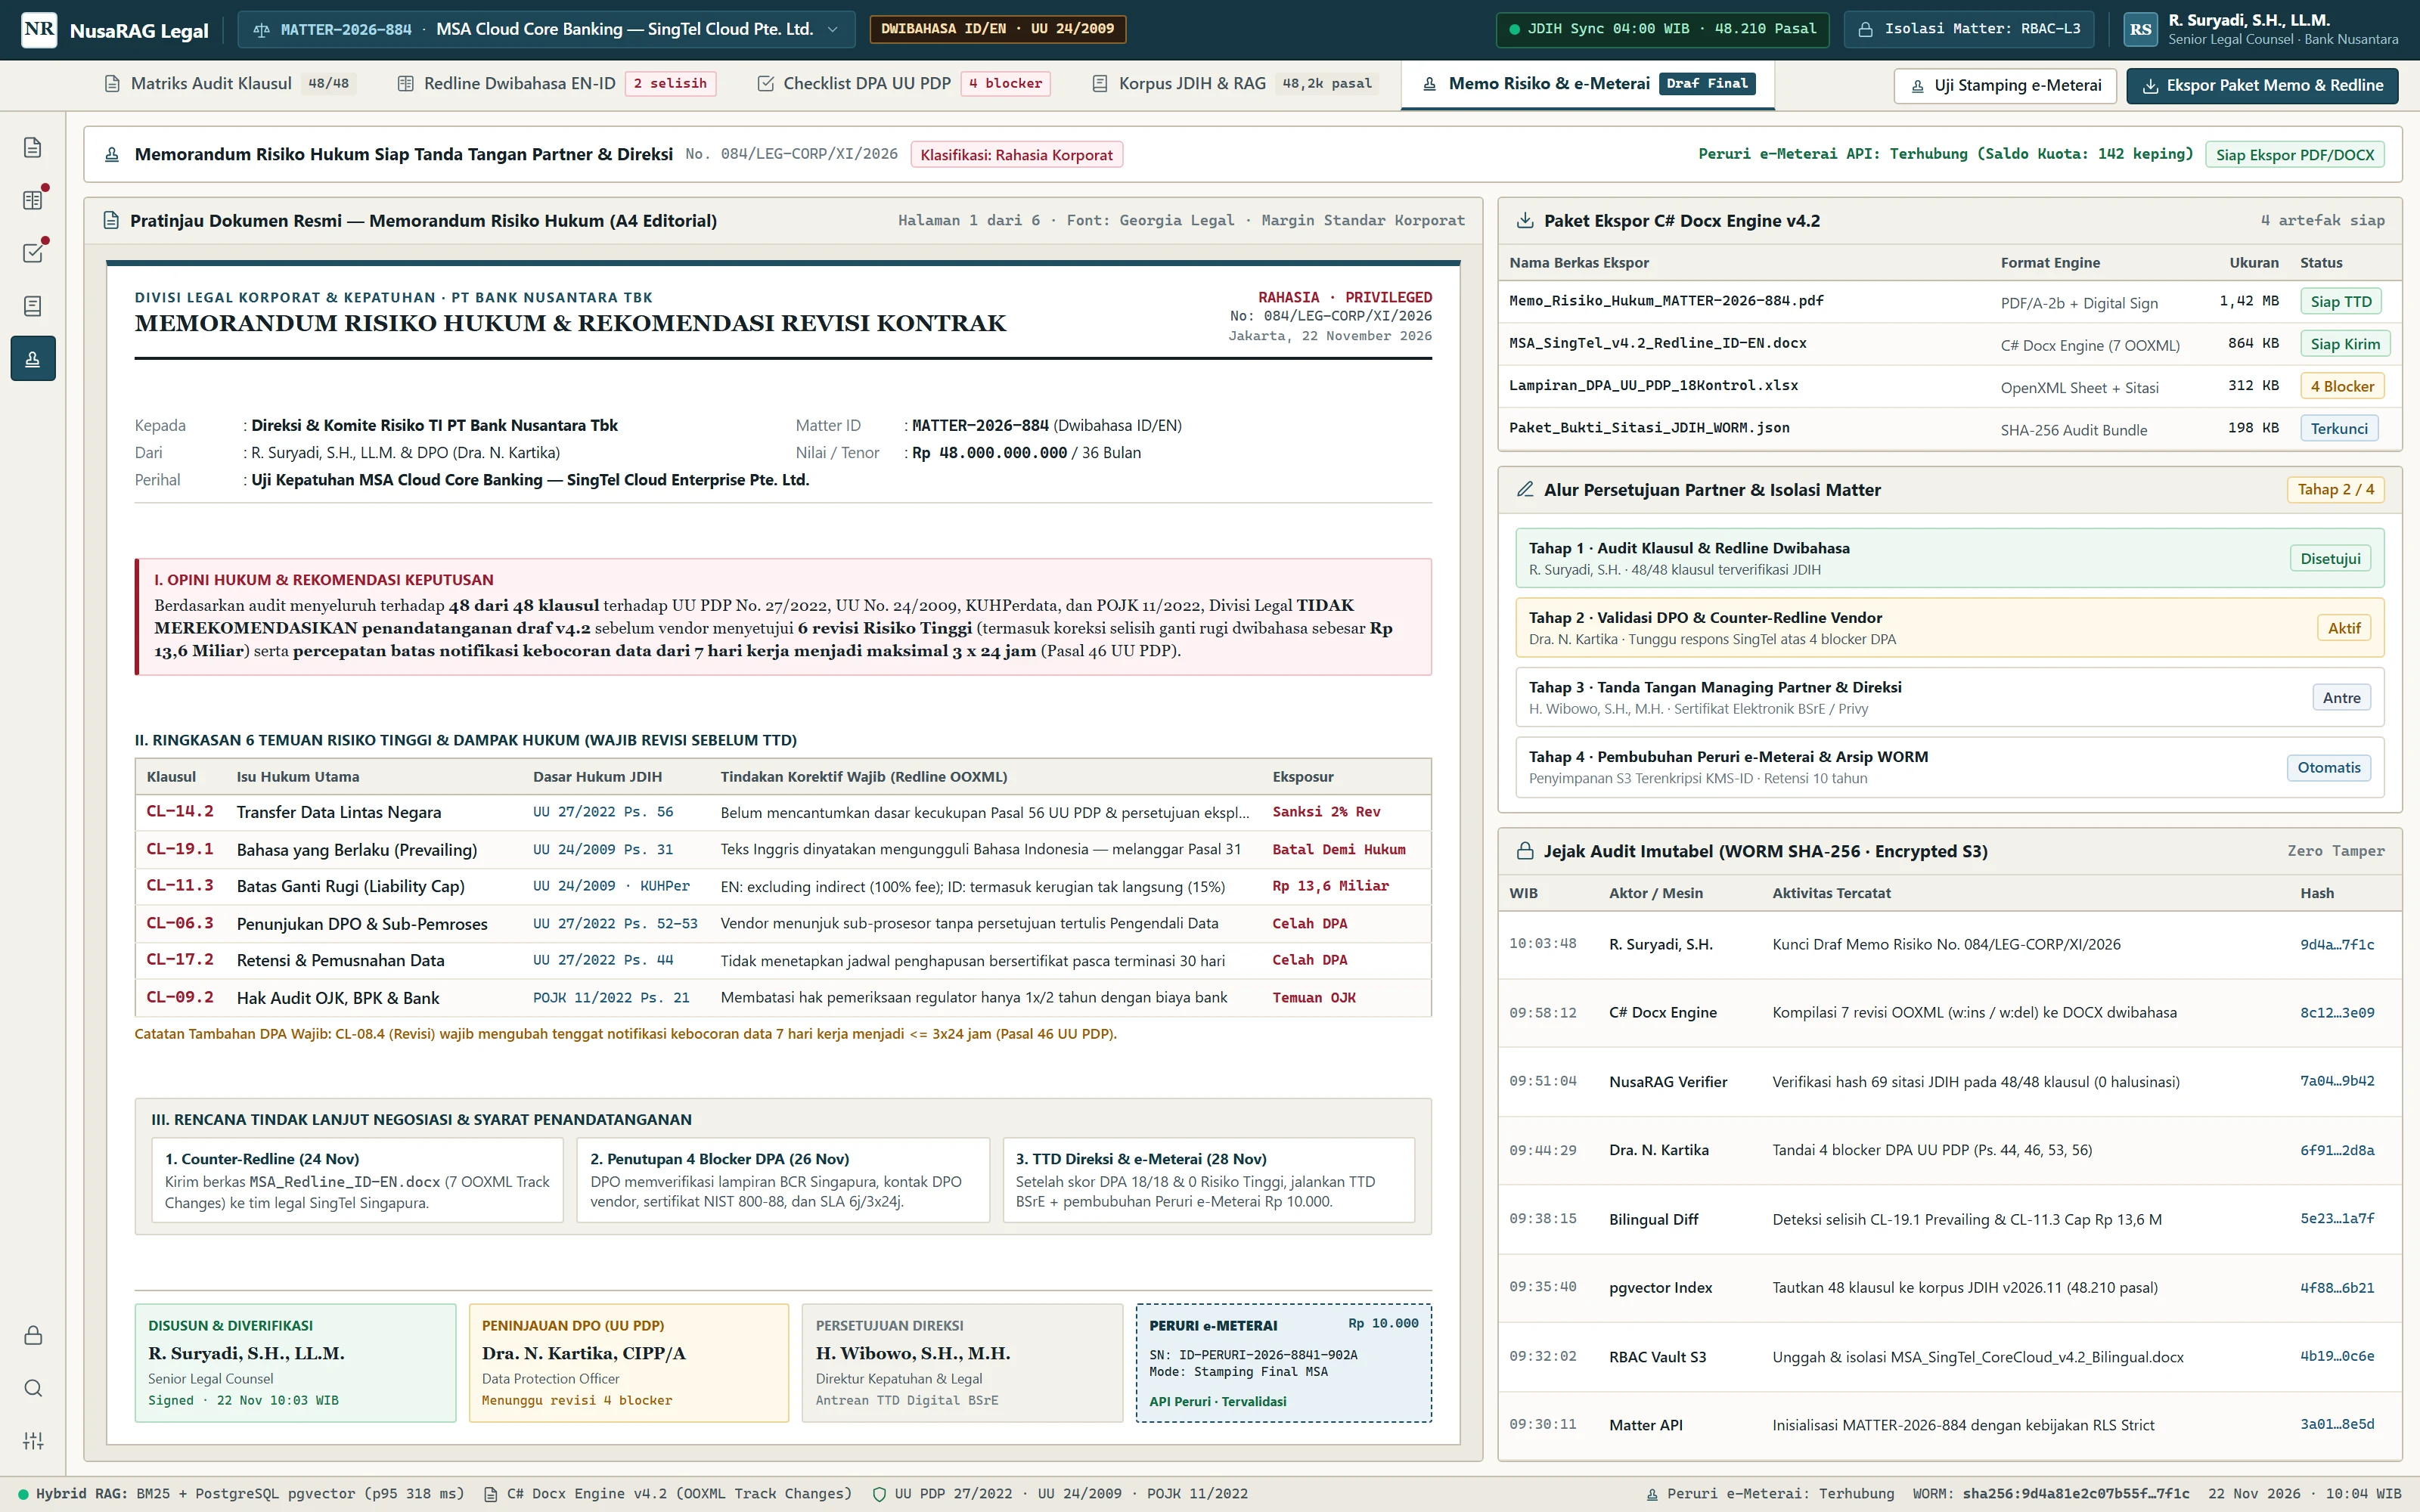 NR NusaRAG Legal
MATTER-2026-884 · MSA Cloud Core Banking — SingTel Cloud Pte. Ltd.
DWIBAHASA ID/EN · UU 24/2009
JDIH Sync 04:00 WIB · 48.210 Pasal
Isolasi Matter: RBAC-L3
RS
R. Suryadi, S.H., LL.M.
Senior Legal Counsel · Bank Nusantara
Matriks Audit Klausul 48/48
Redline Dwibahasa EN-ID 2 selisih
Checklist DPA UU PDP 4 blocker
Korpus JDIH & RAG 48,2k pasal
Memo Risiko & e-Meterai Draf Final
Uji Stamping e-Meterai
Ekspor Paket Memo & Redline
Memorandum Risiko Hukum Siap Tanda Tangan Partner & Direksi No. 084/LEG-CORP/XI/2026 Klasifikasi: Rahasia Korporat
Peruri e-Meterai API: Terhubung (Saldo Kuota: 142 keping) Siap Ekspor PDF/DOCX
Pratinjau Dokumen Resmi — Memorandum Risiko Hukum (A4 Editorial)
Halaman 1 dari 6 · Font: Georgia Legal · Margin Standar Korporat
DIVISI LEGAL KORPORAT & KEPATUHAN · PT BANK NUSANTARA TBK
MEMORANDUM RISIKO HUKUM & REKOMENDASI REVISI KONTRAK
RAHASIA · PRIVILEGED
No: 084/LEG-CORP/XI/2026
Jakarta, 22 November 2026
Kepada : Direksi & Komite Risiko TI PT Bank Nusantara Tbk
Matter ID : MATTER-2026-884 (Dwibahasa ID/EN)
Dari : R. Suryadi, S.H., LL.M. & DPO (Dra. N. Kartika)
Nilai / Tenor : Rp 48.000.000.000 / 36 Bulan
Perihal : Uji Kepatuhan MSA Cloud Core Banking — SingTel Cloud Enterprise Pte. Ltd.
I. OPINI HUKUM & REKOMENDASI KEPUTUSAN
Berdasarkan audit menyeluruh terhadap 48 dari 48 klausul terhadap UU PDP No. 27/2022, UU No. 24/2009, KUHPerdata, dan POJK 11/2022, Divisi Legal TIDAK
MEREKOMENDASIKAN penandatanganan draf v4.2 sebelum vendor menyetujui 6 revisi Risiko Tinggi (termasuk koreksi selisih ganti rugi dwibahasa sebesar Rp
13,6 Miliar) serta percepatan batas notifikasi kebocoran data dari 7 hari kerja menjadi maksimal 3 x 24 jam (Pasal 46 UU PDP).
II. RINGKASAN 6 TEMUAN RISIKO TINGGI & DAMPAK HUKUM (WAJIB REVISI SEBELUM TTD)
Klausul Isu Hukum Utama Dasar Hukum JDIH Tindakan Korektif Wajib (Redline OOXML) Eksposur
CL-14.2 Transfer Data Lintas Negara UU 27/2022 Ps. 56 Belum mencantumkan dasar kecukupan Pasal 56 UU PDP & persetujuan ekspl... Sanksi 2% Rev
CL-19.1 Bahasa yang Berlaku (Prevailing) UU 24/2009 Ps. 31 Teks Inggris dinyatakan mengungguli Bahasa Indonesia — melanggar Pasal 31 Batal Demi Hukum
CL-11.3 Batas Ganti Rugi (Liability Cap) UU 24/2009 · KUHPer EN: excluding indirect (100% fee); ID: termasuk kerugian tak langsung (15%) Rp 13,6 Miliar
CL-06.3 Penunjukan DPO & Sub-Pemroses UU 27/2022 Ps. 52-53 Vendor menunjuk sub-prosesor tanpa persetujuan tertulis Pengendali Data Celah DPA
CL-17.2 Retensi & Pemusnahan Data UU 27/2022 Ps. 44 Tidak menetapkan jadwal penghapusan bersertifikat pasca terminasi 30 hari Celah DPA
CL-09.2 Hak Audit OJK, BPK & Bank POJK 11/2022 Ps. 21 Membatasi hak pemeriksaan regulator hanya 1x/2 tahun dengan biaya bank Temuan OJK
Catatan Tambahan DPA Wajib: CL-08.4 (Revisi) wajib mengubah tenggat notifikasi kebocoran data 7 hari kerja menjadi <= 3x24 jam (Pasal 46 UU PDP).
III. RENCANA TINDAK LANJUT NEGOSIASI & SYARAT PENANDATANGANAN
1. Counter-Redline (24 Nov)
Kirim berkas MSA_Redline_ID-EN.docx (7 OOXML Track
Changes) ke tim legal SingTel Singapura.
2. Penutupan 4 Blocker DPA (26 Nov)
DPO memverifikasi lampiran BCR Singapura, kontak DPO
vendor, sertifikat NIST 800-88, dan SLA 6j/3x24j.
3. TTD Direksi & e-Meterai (28 Nov)
Setelah skor DPA 18/18 & 0 Risiko Tinggi, jalankan TTD
BSrE + pembubuhan Peruri e-Meterai Rp 10.000.
DISUSUN & DIVERIFIKASI
R. Suryadi, S.H., LL.M.
Senior Legal Counsel
Signed · 22 Nov 10:03 WIB
PENINJAUAN DPO (UU PDP)
Dra. N. Kartika, CIPP/A
Data Protection Officer
Menunggu revisi 4 blocker
PERSETUJUAN DIREKSI
H. Wibowo, S.H., M.H.
Direktur Kepatuhan & Legal
Antrean TTD Digital BSrE
PERURI e-METERAI Rp 10.000
SN: ID-PERURI-2026-8841-902A
Mode: Stamping Final MSA
API Peruri · Tervalidasi
Paket Ekspor C# Docx Engine v4.2 4 artefak siap
Nama Berkas Ekspor Format Engine Ukuran Status
Memo_Risiko_Hukum_MATTER-2026-884.pdf PDF/A-2b + Digital Sign 1,42 MB Siap TTD
MSA_SingTel_v4.2_Redline_ID-EN.docx C# Docx Engine (7 OOXML) 864 KB Siap Kirim
Lampiran_DPA_UU_PDP_18Kontrol.xlsx OpenXML Sheet + Sitasi 312 KB 4 Blocker
Paket_Bukti_Sitasi_JDIH_WORM.json SHA-256 Audit Bundle 198 KB Terkunci
Alur Persetujuan Partner & Isolasi Matter Tahap 2 / 4
Tahap 1 · Audit Klausul & Redline Dwibahasa
R. Suryadi, S.H. · 48/48 klausul terverifikasi JDIH
Disetujui
Tahap 2 · Validasi DPO & Counter-Redline Vendor
Dra. N. Kartika · Tunggu respons SingTel atas 4 blocker DPA
Aktif
Tahap 3 · Tanda Tangan Managing Partner & Direksi
H. Wibowo, S.H., M.H. · Sertifikat Elektronik BSrE / Privy
Antre
Tahap 4 · Pembubuhan Peruri e-Meterai & Arsip WORM
Penyimpanan S3 Terenkripsi KMS-ID · Retensi 10 tahun
Otomatis
Jejak Audit Imutabel (WORM SHA-256 · Encrypted S3) Zero Tamper
WIB Aktor / Mesin Aktivitas Tercatat Hash
10:03:48 R. Suryadi, S.H. Kunci Draf Memo Risiko No. 084/LEG-CORP/XI/2026 9d4a…7f1c
09:58:12 C# Docx Engine Kompilasi 7 revisi OOXML (w:ins / w:del) ke DOCX dwibahasa 8c12…3e09
09:51:04 NusaRAG Verifier Verifikasi hash 69 sitasi JDIH pada 48/48 klausul (0 halusinasi) 7a04…9b42
09:44:29 Dra. N. Kartika Tandai 4 blocker DPA UU PDP (Ps. 44, 46, 53, 56) 6f91…2d8a
09:38:15 Bilingual Diff Deteksi selisih CL-19.1 Prevailing & CL-11.3 Cap Rp 13,6 M 5e23…1a7f
09:35:40 pgvector Index Tautkan 48 klausul ke korpus JDIH v2026.11 (48.210 pasal) 4f88…6b21
09:32:02 RBAC Vault S3 Unggah & isolasi MSA_SingTel_CoreCloud_v4.2_Bilingual.docx 4b19…0c6e
09:30:11 Matter API Inisialisasi MATTER-2026-884 dengan kebijakan RLS Strict 3a01…8e5d
Hybrid RAG: BM25 + PostgreSQL pgvector (p95 318 ms)
C# Docx Engine v4.2 (OOXML Track Changes)
UU PDP 27/2022 · UU 24/2009 · POJK 11/2022
Peruri e-Meterai: Terhubung
WORM: sha256:9d4a81e2c07b55f…7f1c
22 Nov 2026 · 10:04 WIB